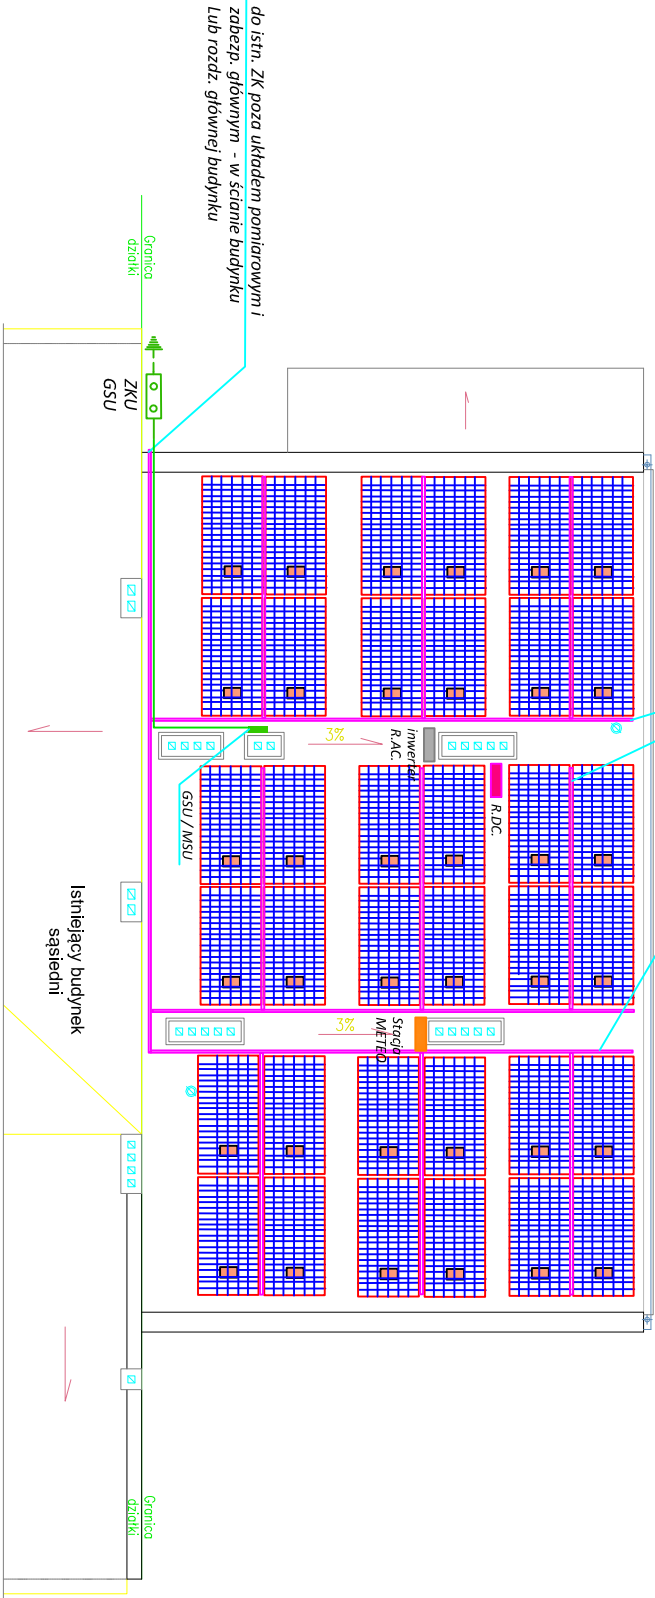 do istn. ZK poza układem pomiarowym i
zabezp. głównym - w ścianie budynku
Lub rozdz. głównej budynku
Granica
działki
ZKU
GSU
3%
inwerter
R.AC.
R.DC.
GSU / MSU
Istniejący budynek
sąsiedni
3%
Stacja
METEO
Granica
działki